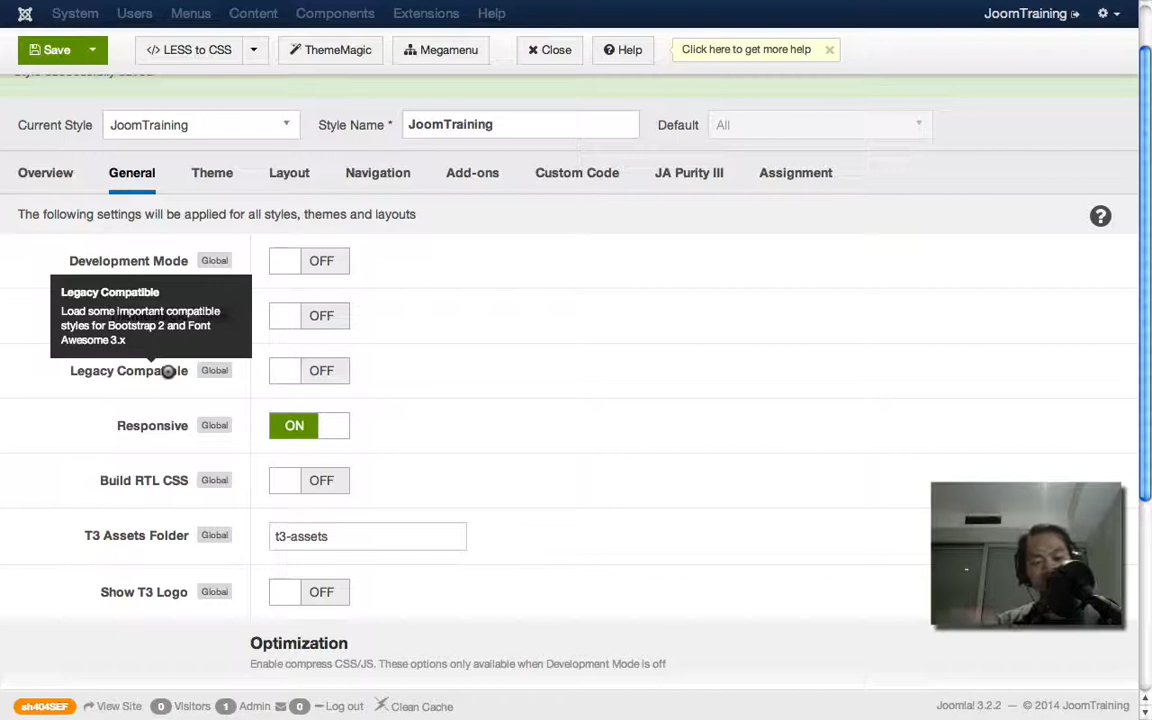 System Users Menus Content Components Extensions Help JoomTraining
Save LESS to CSS ThemeMagic Megamenu Close Help Click here to get more help ×
Style successfully saved
Current Style JoomTraining Style Name * JoomTraining Default All
Overview General Theme Layout Navigation Add-ons Custom Code JA Purity III Assignment
The following settings will be applied for all styles, themes and layouts
Development Mode Global OFF
Legacy Compatible
Load some important compatible
styles for Bootstrap 2 and Font
Awesome 3.x
OFF
Legacy Compatible Global OFF
Responsive Global ON
Build RTL CSS Global OFF
T3 Assets Folder Global t3-assets
Show T3 Logo Global OFF
Optimization
Enable compress CSS/JS. These options only available when Development Mode is off
sh404SEF View Site 0 Visitors 1 Admin 0 Log out Clean Cache Joomla! 3.2.2 — © 2014 JoomTraining